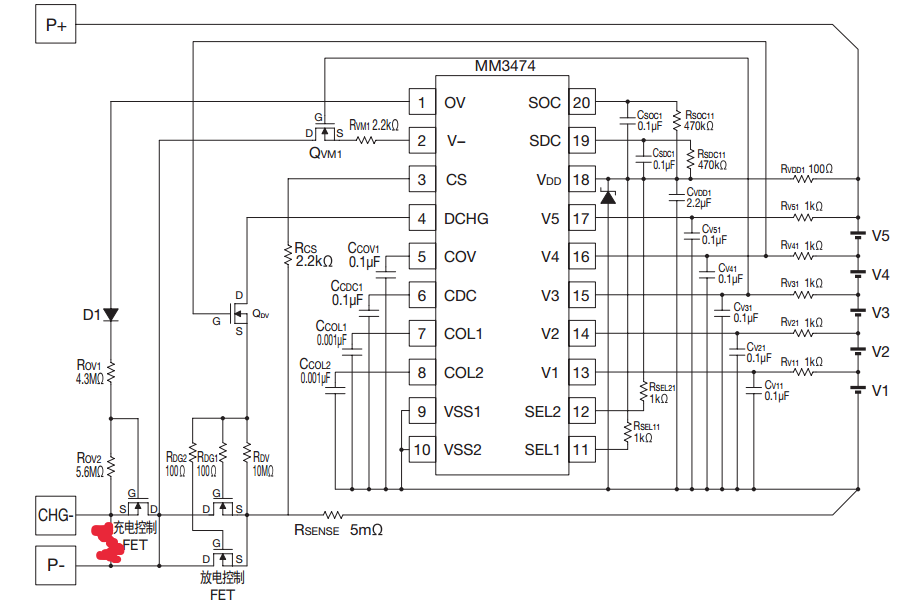 P+
MM3474
1 OV SOC 20
2 V− SDC 19
3 CS VDD 18
4 DCHG V5 17
5 COV V4 16
6 CDC V3 15
7 COL1 V2 14
8 COL2 V1 13
9 VSS1 SEL2 12
10 VSS2 SEL1 11
G
D S
QVM1
RVM1 2.2kΩ
CSOC1
0.1µF
RSOC11
470kΩ
CSDC1
0.1µF
RSDC11
470kΩ
CVDD1
2.2µF
RVDD1 100Ω
RV51 1kΩ
CV51
0.1µF
V5
RV41 1kΩ
CV41
0.1µF
V4
RV31 1kΩ
CV31
0.1µF
V3
RV21 1kΩ
CV21
0.1µF
V2
RV11 1kΩ
CV11
0.1µF
V1
RSEL21
1kΩ
RSEL11
1kΩ
RCS
2.2kΩ
CCOV1
0.1µF
CCDC1
0.1µF
CCOL1
0.001µF
CCOL2
0.001µF
D
G QDV
S
D1
ROV1
4.3MΩ
ROV2
5.6MΩ
RDG2
100Ω
RDG1
100Ω
RDV
10MΩ
CHG-
G
S D
充电控制
FET
G
D S
RSENSE 5mΩ
P-
G
D S
放电控制
FET